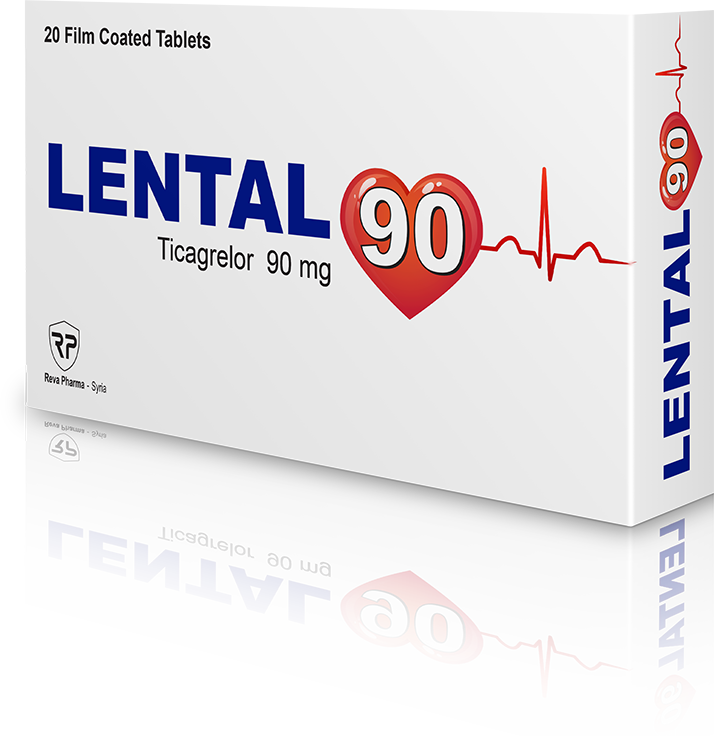 20 Film Coated Tablets
LENTAL 90
Ticagrelor 90 mg
RP
Reva Pharma - Syria
LENTAL 90